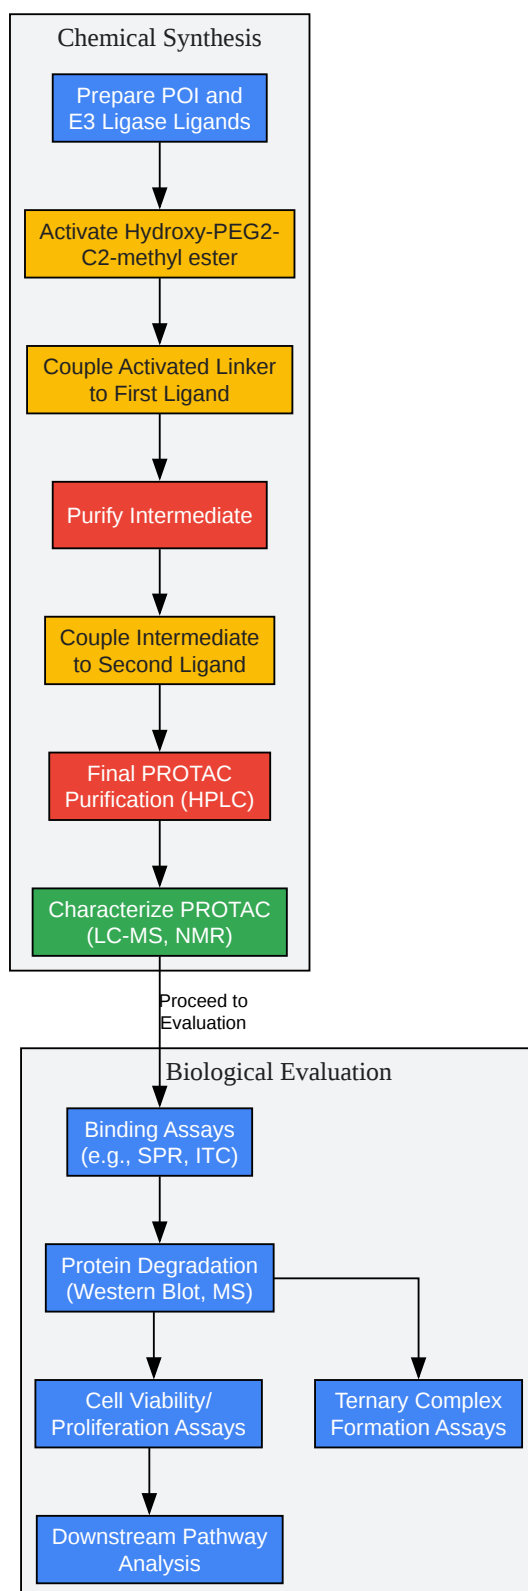 Chemical Synthesis
Prepare POI and
E3 Ligase Ligands
Activate Hydroxy-PEG2-
C2-methyl ester
Couple Activated Linker
to First Ligand
Purify Intermediate
Couple Intermediate
to Second Ligand
Final PROTAC
Purification (HPLC)
Characterize PROTAC
(LC-MS, NMR)
Proceed to
Evaluation
Biological Evaluation
Binding Assays
(e.g., SPR, ITC)
Protein Degradation
(Western Blot, MS)
Cell Viability/
Proliferation Assays
Ternary Complex
Formation Assays
Downstream Pathway
Analysis